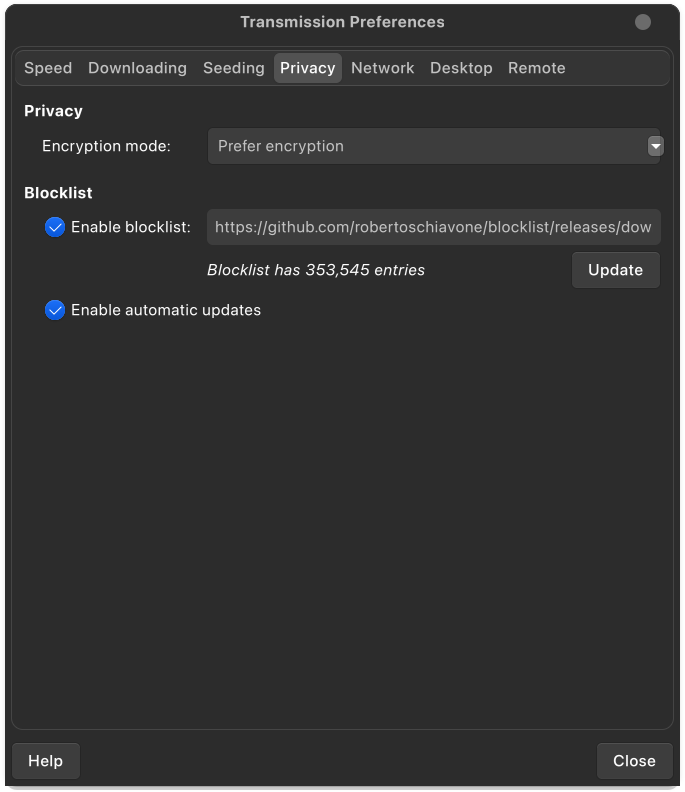 Transmission Preferences
Speed Downloading Seeding Privacy Network Desktop Remote
Privacy
Encryption mode: Prefer encryption
Blocklist
Enable blocklist: https://github.com/robertoschiavone/blocklist/releases/dow
Blocklist has 353,545 entries Update
Enable automatic updates
Help Close